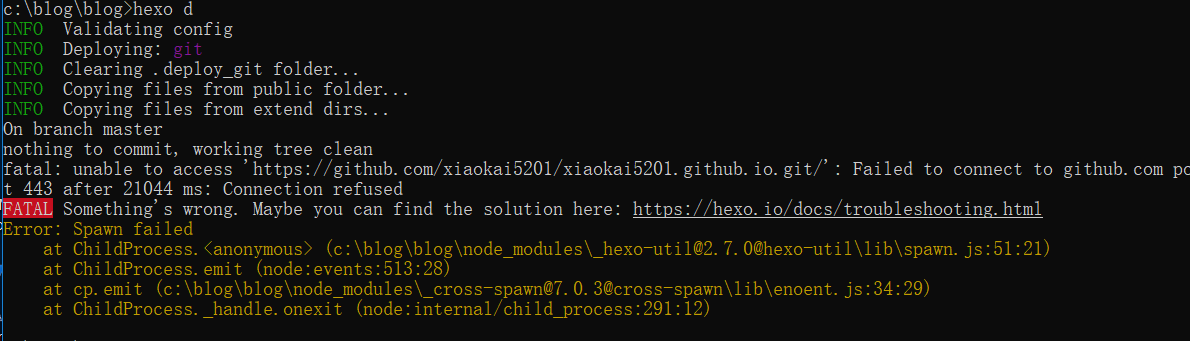 c:\blog\blog>hexo d
INFO  Validating config
INFO  Deploying: git
INFO  Clearing .deploy_git folder...
INFO  Copying files from public folder...
INFO  Copying files from extend dirs...
On branch master
nothing to commit, working tree clean
fatal: unable to access 'https://github.com/xiaokai5201/xiaokai5201.github.io.git/': Failed to connect to github.com po
t 443 after 21044 ms: Connection refused
FATAL Something's wrong. Maybe you can find the solution here: https://hexo.io/docs/troubleshooting.html
Error: Spawn failed
    at ChildProcess.<anonymous> (c:\blog\blog\node_modules\_hexo-util@2.7.0@hexo-util\lib\spawn.js:51:21)
    at ChildProcess.emit (node:events:513:28)
    at cp.emit (c:\blog\blog\node_modules\_cross-spawn@7.0.3@cross-spawn\lib\enoent.js:34:29)
    at ChildProcess._handle.onexit (node:internal/child_process:291:12)